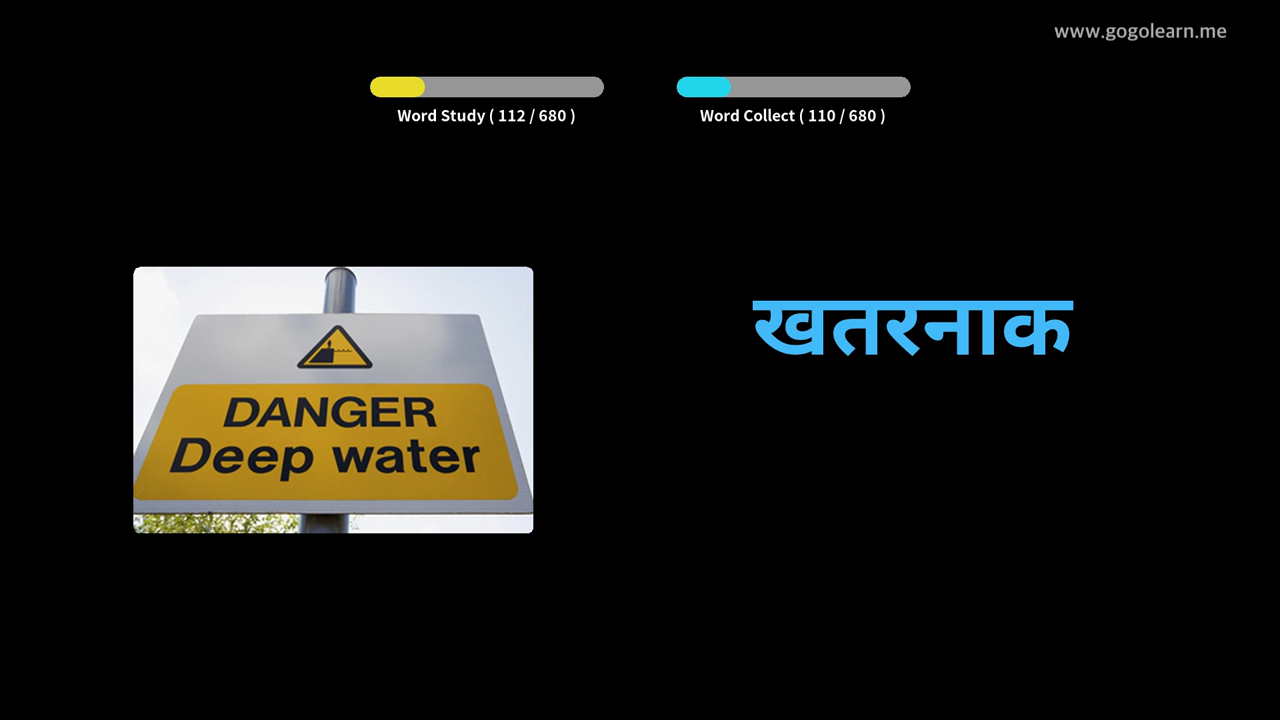 www.gogolearn.me
Word Study ( 112 / 680 )
Word Collect ( 110 / 680 )
DANGER
Deep water
खतरनाक